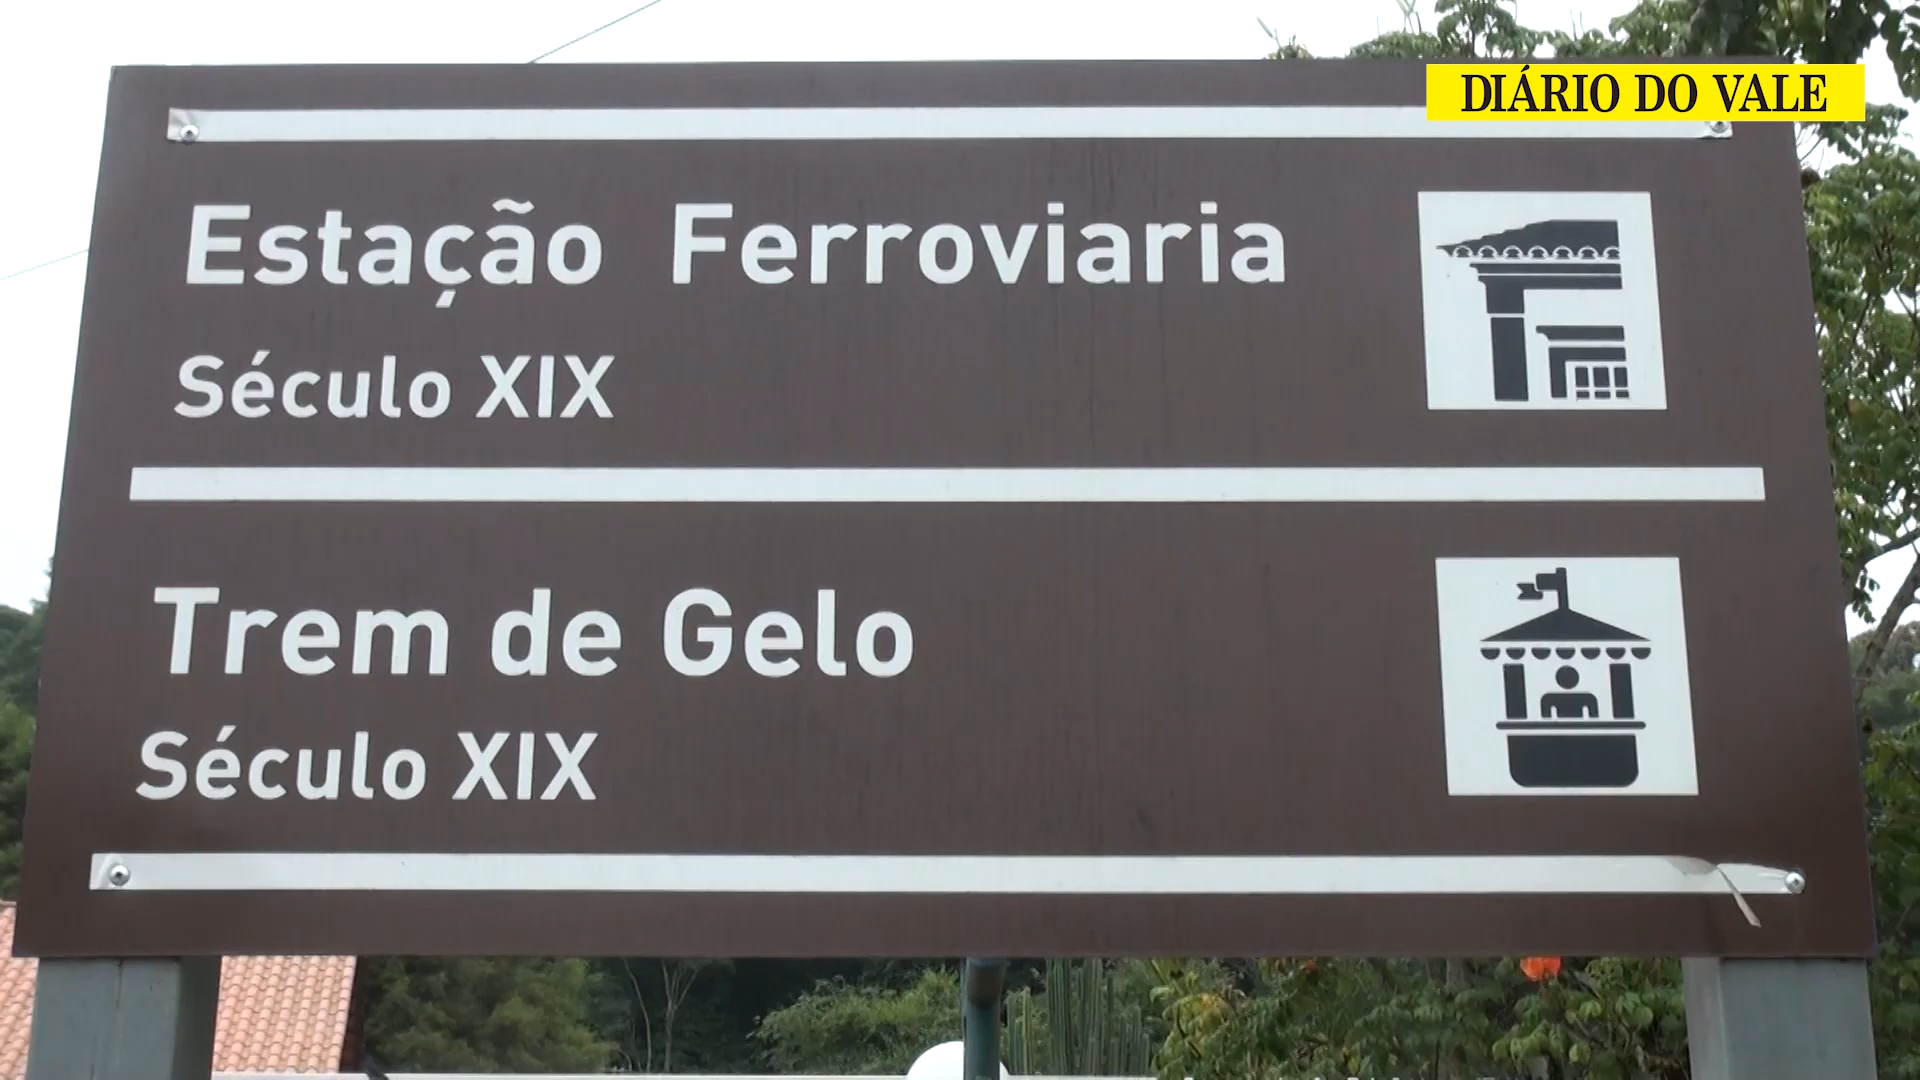 DIÁRIO DO VALE
Estação Ferroviaria
Século XIX
Trem de Gelo
Século XIX